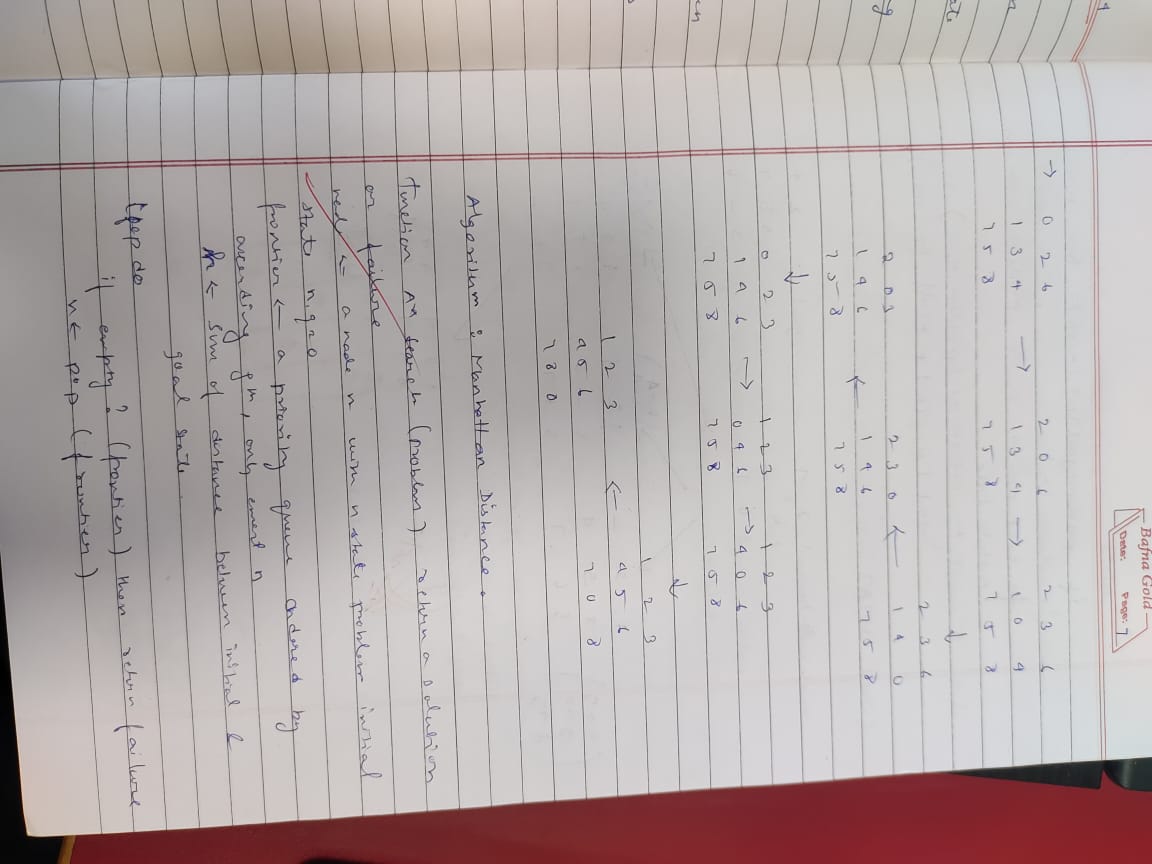 Bafna Gold
Date: Page: 7
→ 0 2 6 2 0 6 2 3 6
1 3 4 → 1 3 4 → 1 0 4
7 5 8 7 5 8 7 5 8
↓
2 3 6
2 0 3 2 3 0 ← 1 4 0
1 4 6 ← 1 4 6 7 5 8
7 5 8 7 5 8
↓
0 2 3 1 2 3 1 2 3
1 4 6 → 0 4 6 → 4 0 6
7 5 8 7 5 8 7 5 8
↓
1 2 3
1 2 3 ← 4 5 6
4 5 6 7 0 8
7 8 0
Algorithm : Manhattan Distance.
Function A* search (problem) return a solution
or failure
node ← a node n with n state problem initial
state n, g = 0
frontier ← a priority queue ordered by
ascending g+h, only element n
h ← sum of distance between initial &
goal state.
loop do
if empty? (frontier) then return failure
n ← pop (frontier)